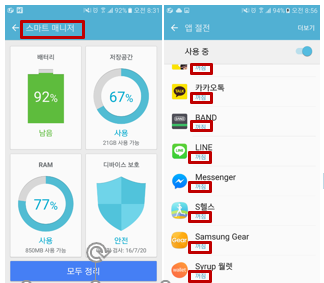 92% 오전 8:31
스마트 매니저
배터리
저장공간
92%
67%
남음
사용
21GB 사용 가능
RAM
디바이스 보호
77%
사용
안전
850MB 사용 가능
검사: 16/7/20
모두 정리
94% 오전 8:56
앱 절전
더보기
사용 중
꺼짐
카카오톡
꺼짐
BAND
꺼짐
LINE
꺼짐
Messenger
꺼짐
S헬스
꺼짐
Samsung Gear
꺼짐
Syrup 월렛
꺼짐